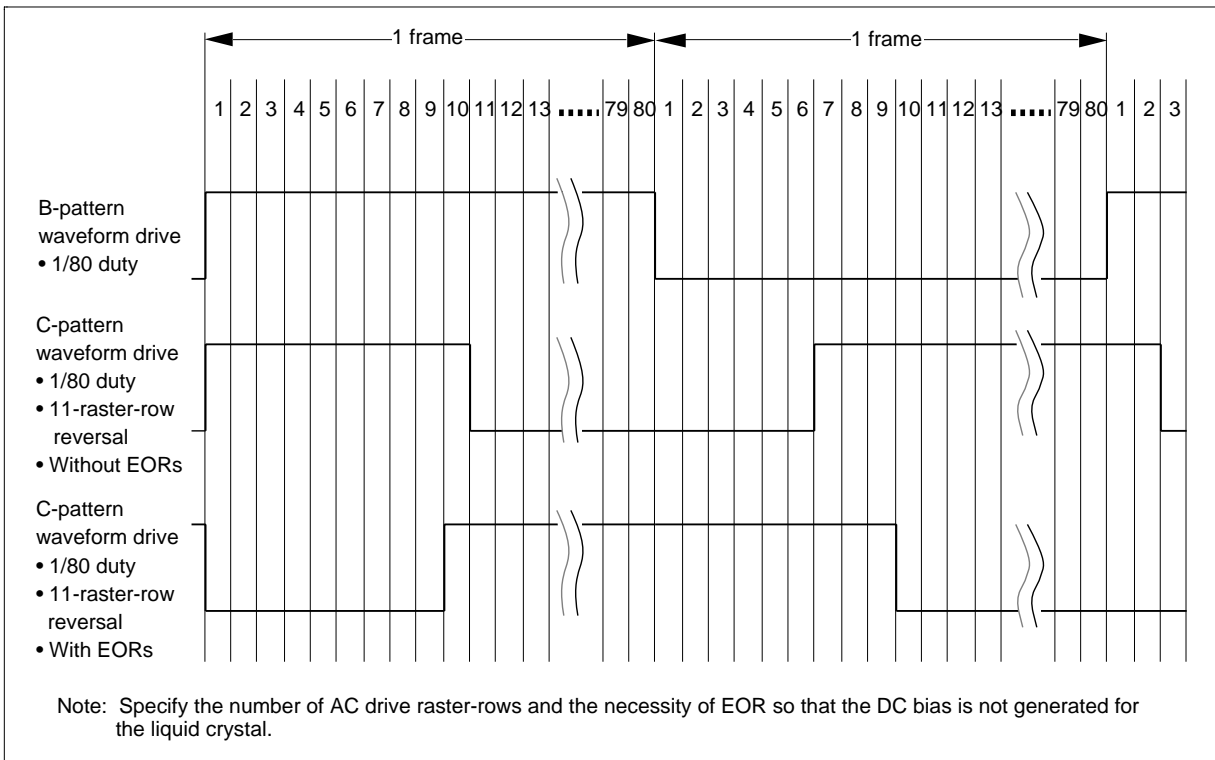 1 frame 1 frame
1 2 3 4 5 6 7 8 9 10 11 12 13 ····· 79 80 1 2 3 4 5 6 7 8 9 10 11 12 13 ····· 79 80 1 2 3
B-pattern
waveform drive
• 1/80 duty
C-pattern
waveform drive
• 1/80 duty
• 11-raster-row
reversal
• Without EORs
C-pattern
waveform drive
• 1/80 duty
• 11-raster-row
reversal
• With EORs
Note: Specify the number of AC drive raster-rows and the necessity of EOR so that the DC bias is not generated for
the liquid crystal.